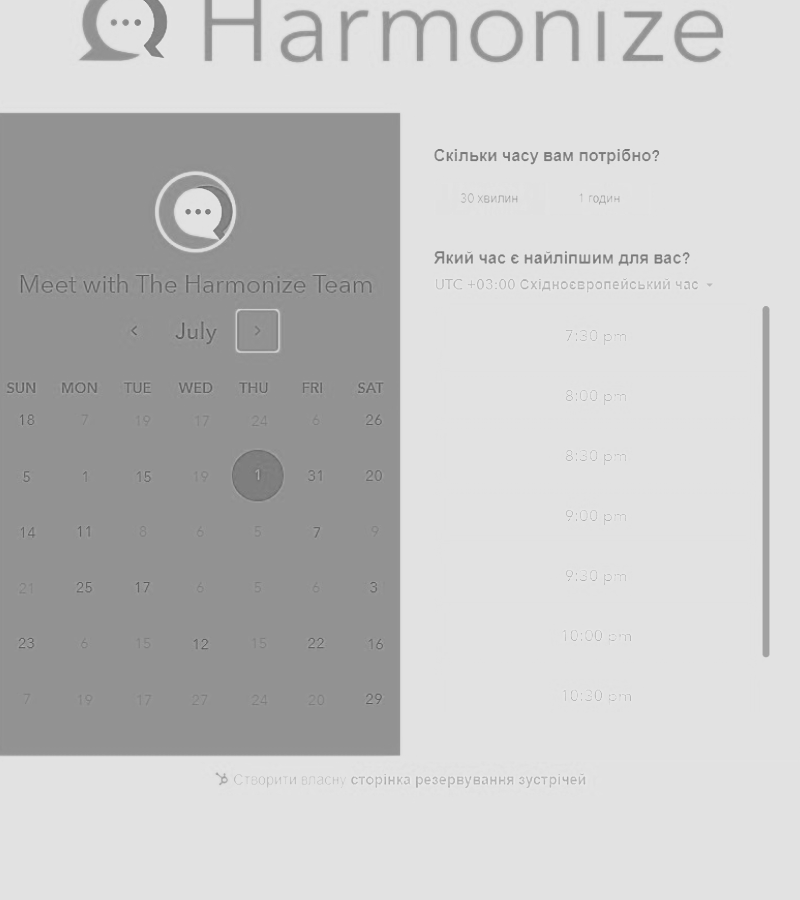 Harmonize
Meet with The Harmonize Team
July
SUN MON TUE WED THU FRI SAT
18 7 19 17 24 6 26
5 1 15 19 1 31 20
14 11 8 6 5 7 9
21 25 17 6 5 6 3
23 6 15 12 15 22 16
7 19 17 27 24 20 29
Скільки часу вам потрібно?
30 хвилин 1 годин
Який час є найліпшим для вас?
UTC +03:00 Східноєвропейський час
7:30 pm
8:00 pm
8:30 pm
9:00 pm
9:30 pm
10:00 pm
10:30 pm
Створити власну сторінка резервування зустрічей